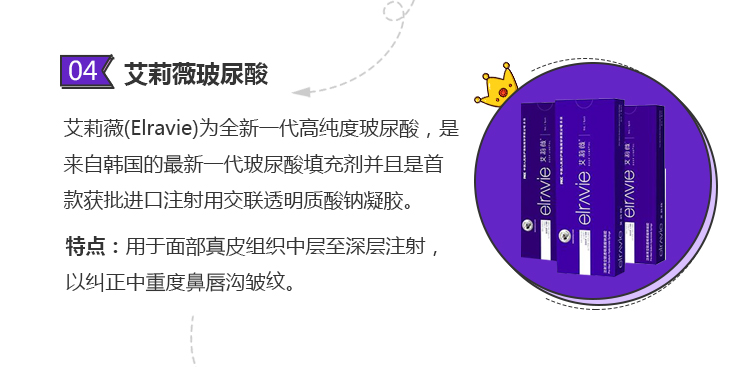 04 艾莉薇玻尿酸
艾莉薇(Elravie)为全新一代高纯度玻尿酸，是
来自韩国的最新一代玻尿酸填充剂并且是首
款获批进口注射用交联透明质酸钠凝胶。
特点：用于面部真皮组织中层至深层注射，
以纠正中重度鼻唇沟皱纹。
elravie 艾莉薇
elravie 艾莉薇
elravie 艾莉薇